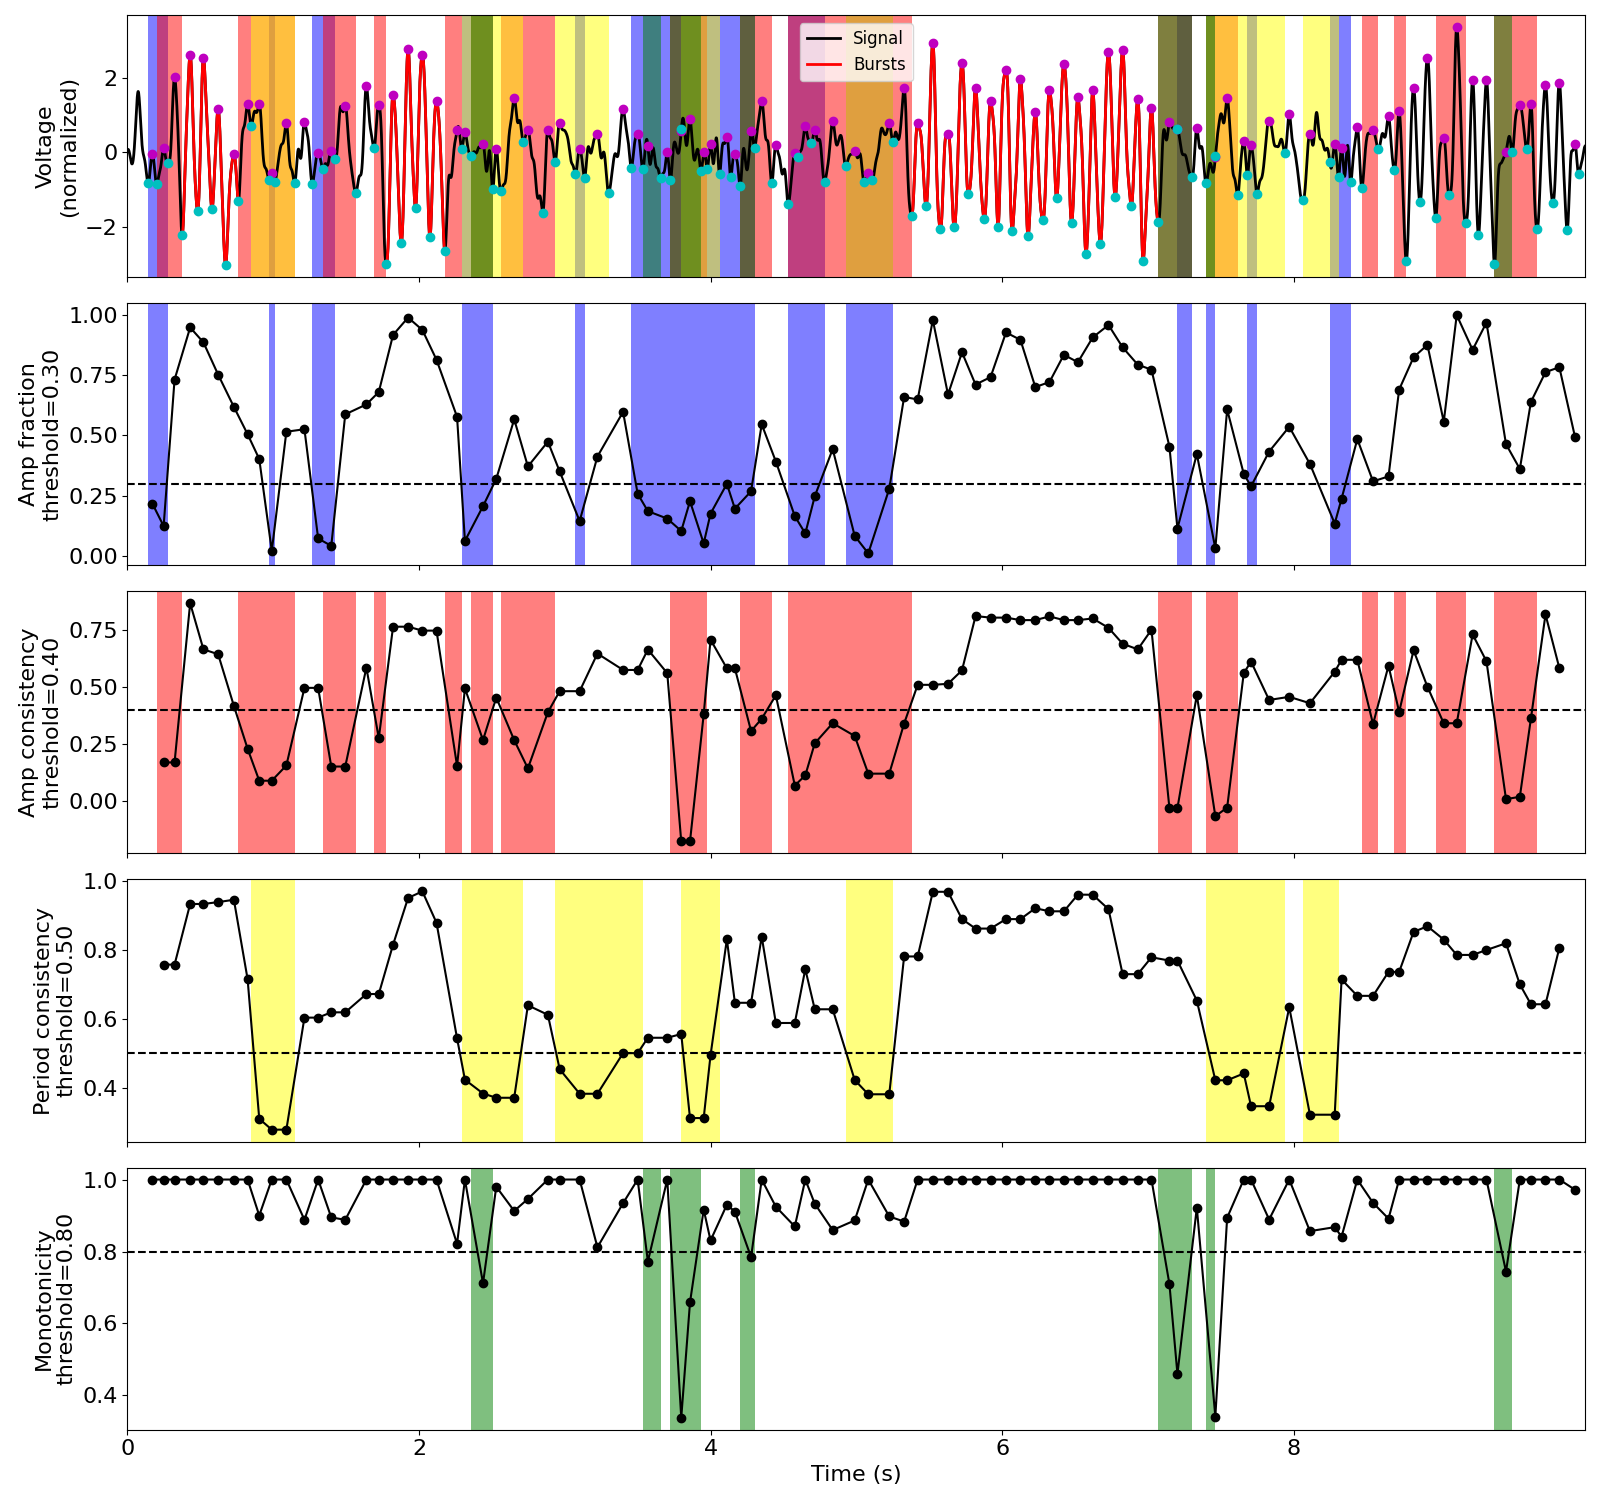 Voltage
(normalized)
2
0
−2
Signal
Bursts
Amp fraction
threshold=0.30
1.00
0.75
0.50
0.25
0.00
Amp consistency
threshold=0.40
0.75
0.50
0.25
0.00
Period consistency
threshold=0.50
1.0
0.8
0.6
0.4
Monotonicity
threshold=0.80
1.0
0.8
0.6
0.4
0
2
4
6
8
Time (s)